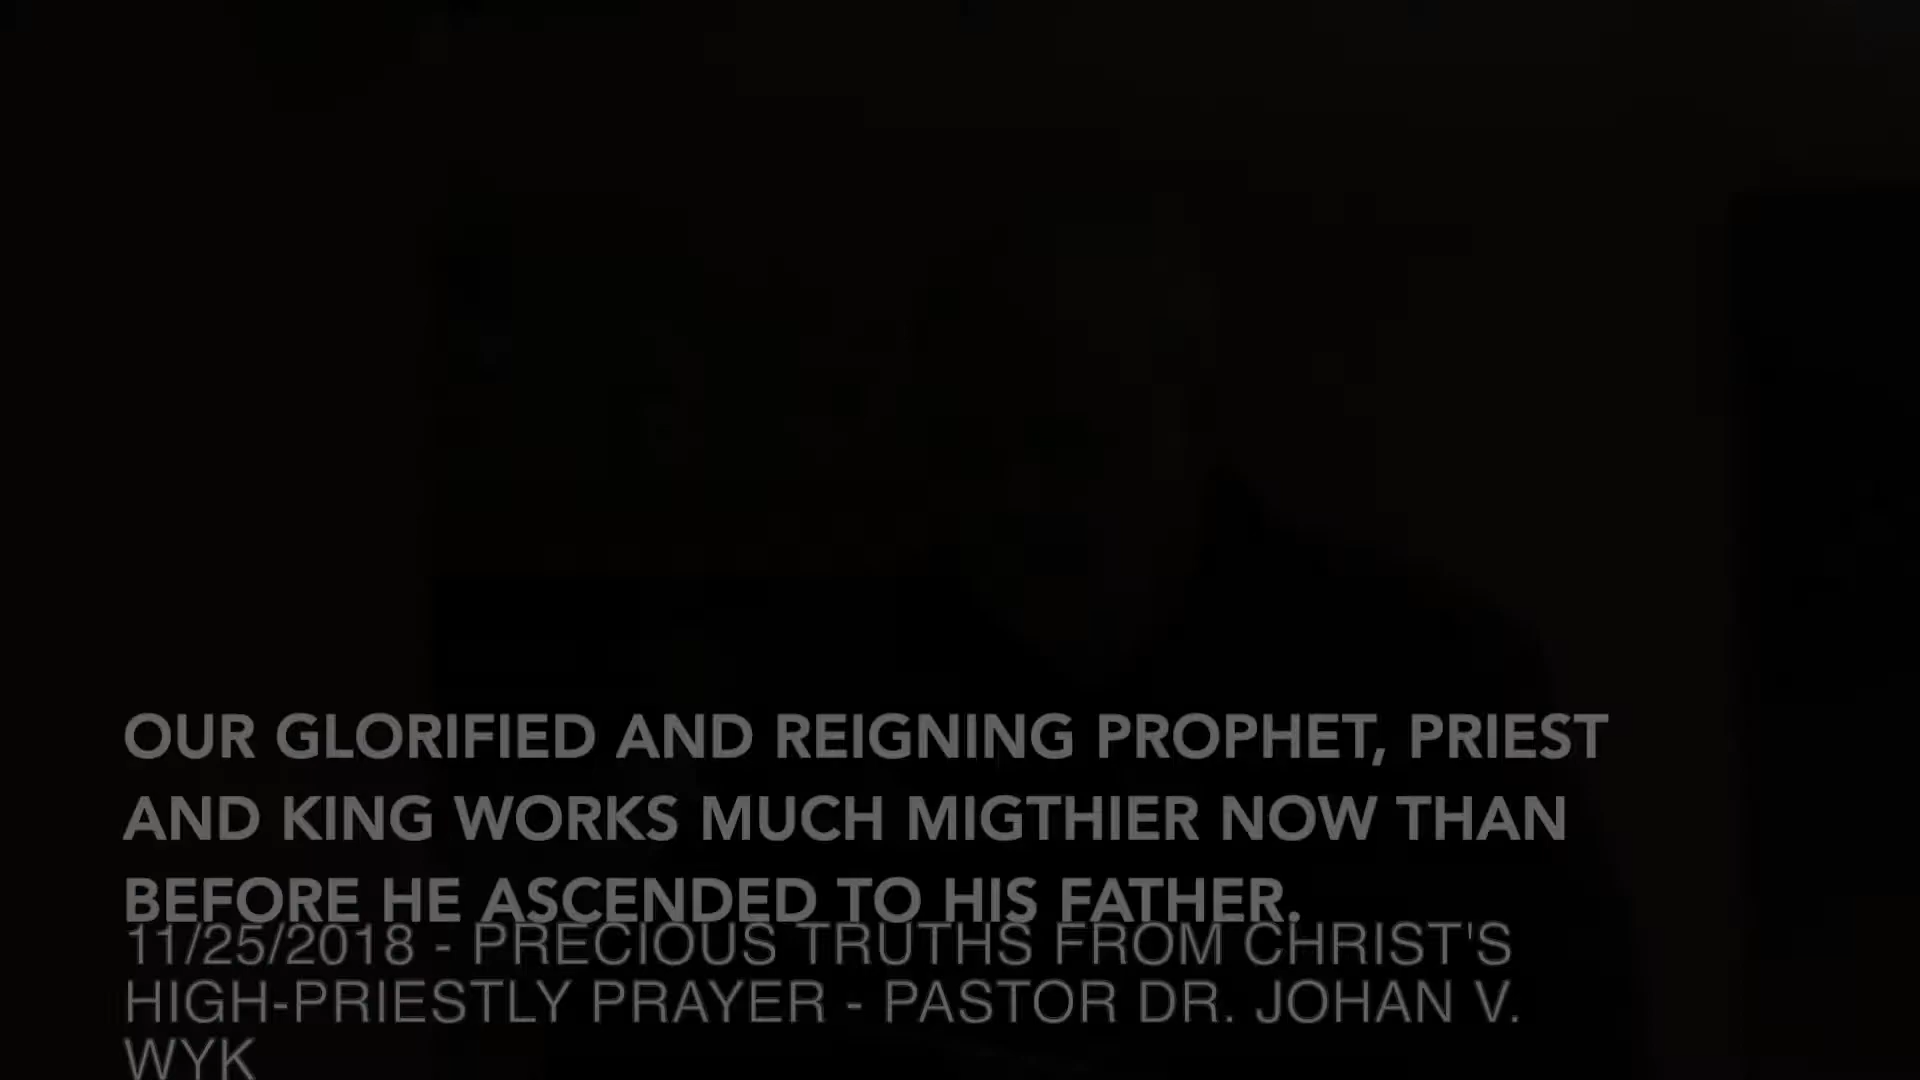 OUR GLORIFIED AND REIGNING PROPHET, PRIEST
AND KING WORKS MUCH MIGTHIER NOW THAN
BEFORE HE ASCENDED TO HIS FATHER.
11/25/2018 - PRECIOUS TRUTHS FROM CHRIST'S
HIGH-PRIESTLY PRAYER - PASTOR DR. JOHAN V.
WYK